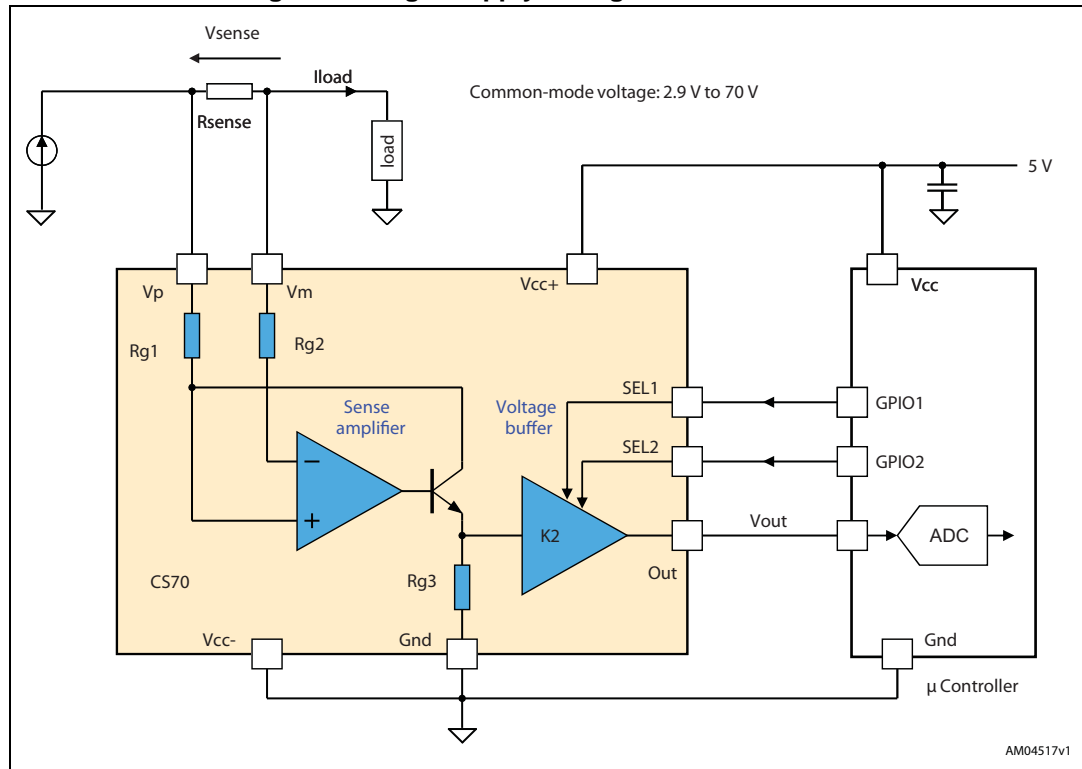 Vsense
Iload
Common-mode voltage: 2.9 V to 70 V
Rsense
load
5 V
Vp
Vm
Vcc+
Vcc
Rg1
Rg2
SEL1
GPIO1
Sense
amplifier
Voltage
buffer
SEL2
GPIO2
−
+
K2
Vout
ADC
Out
CS70
Rg3
Vcc-
Gnd
Gnd
µ Controller
AM04517v1